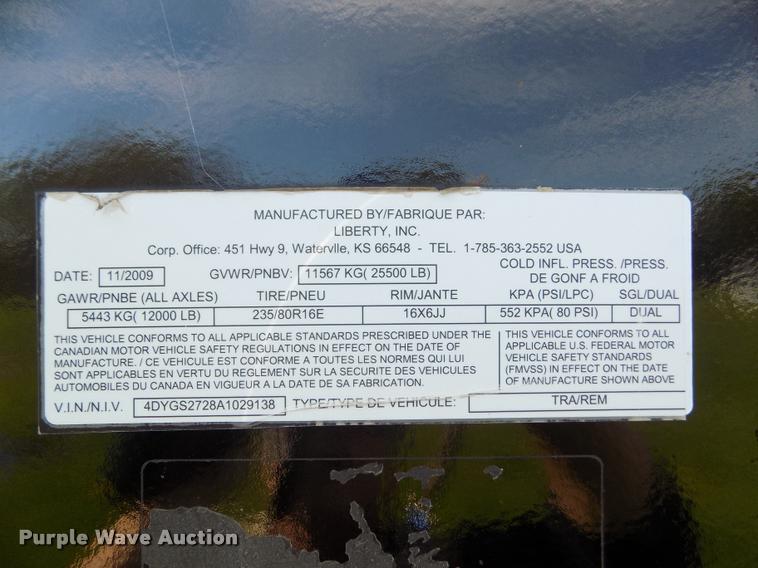 MANUFACTURED BY/FABRIQUE PAR:
LIBERTY, INC.
Corp. Office: 451 Hwy 9, Watervlle, KS 66548 - TEL. 1-785-363-2552 USA
DATE: 11/2009 GVWR/PNBV: 11567 KG( 25500 LB) COLD INFL. PRESS. /PRESS. DE GONF A FROID
GAWR/PNBE (ALL AXLES) TIRE/PNEU RIM/JANTE KPA (PSI/LPC) SGL/DUAL
5443 KG( 12000 LB) 235/80R16E 16X6JJ 552 KPA( 80 PSI) DUAL
THIS VEHICLE CONFORMS TO ALL APPLICABLE STANDARDS PRESCRIBED UNDER THE
CANADIAN MOTOR VEHICLE SAFETY REGULATIONS IN EFFECT ON THE DATE OF
MANUFACTURE. / CE VEHICULE EST CONFORME A TOUTES LES NORMES QUI LUI
SONT APPLICABLES EN VERTU DU REGLEMENT SUR LA SECURITE DES VEHICULES
AUTOMOBILES DU CANADA EN VIGUEUR A LA DATE DE SA FABRICATION.
THIS VEHICLE CONFORMS TO ALL
APPLICABLE U.S. FEDERAL MOTOR
VEHICLE SAFETY STANDARDS
(FMVSS) IN EFFECT ON THE DATE
OF MANUFACTURE SHOWN ABOVE
V.I.N./N.I.V. 4DYGS2728A1029138 TYPE/TYPE DE VEHICULE: TRA/REM
Purple Wave Auction